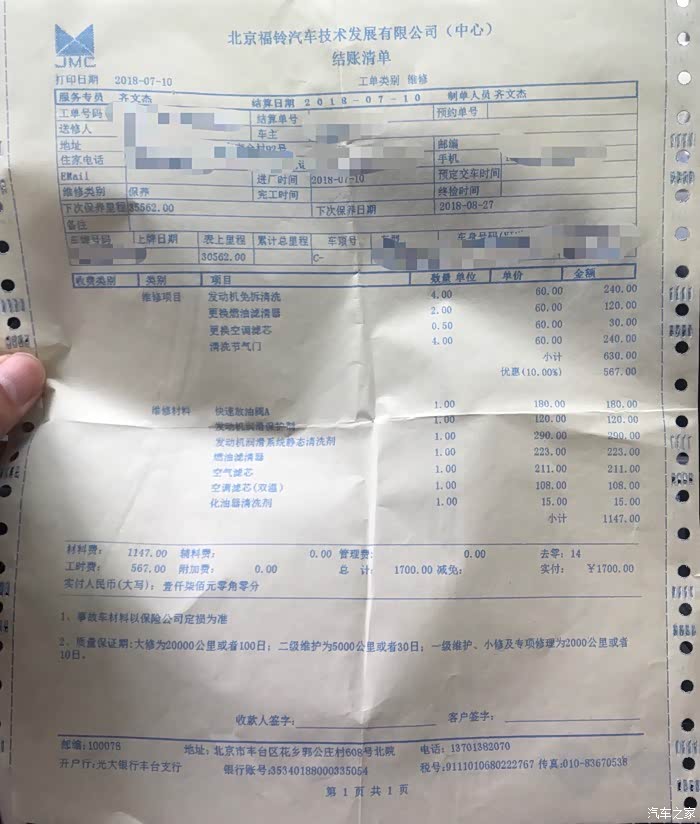 北京福铃汽车技术发展有限公司（中心）
JMC
结账清单
打印日期 2018-07-10 工单类别 维修
服务专员 齐文杰 结算日期 2018-07-10 制单人员 齐文杰
工单号码 结算单号 预约单号
送修人 车主
地址 邮编
住家电话 手机
EMail 进厂时间 2018-07-10 预定交车时间
维修类别 保养 完工时间 终检时间
下次保养里程 35562.00 下次保养日期 2018-08-27
备注
车牌号码 上牌日期 表上里程 累计总里程 车项号 车型
30562.00 C-
收费类别 类别 项目 数量 单位 单价 金额
维修项目 发动机免拆清洗 4.00 60.00 240.00
更换燃油滤清器 2.00 60.00 120.00
更换空调滤芯 0.50 60.00 30.00
清洗节气门 4.00 60.00 240.00
小计 630.00
优惠(10.00%) 567.00
维修材料 快速放油阀A 1.00 180.00 180.00
发动机润滑保护剂 1.00 120.00 120.00
发动机润滑系统静态清洗剂 1.00 290.00 290.00
燃油滤清器 1.00 223.00 223.00
空气滤芯 1.00 211.00 211.00
空调滤芯(双温) 1.00 108.00 108.00
化油器清洗剂 1.00 15.00 15.00
小计 1147.00
材料费: 1147.00 辅料费: 0.00 管理费: 0.00 去零: 14
工时费: 567.00 附加费: 0.00 总 计: 1700.00 减免: 实付: ￥1700.00
实付人民币(大写): 壹仟柒佰元零角零分
1、事故车材料以保险公司定损为准
2、质量保证期:大修为20000公里或者100日; 二级维护为5000公里或者30日; 一级维护、小修及专项修理为2000公里或者
10日。
收款人签字: 客户签字:
邮编:100075 地址: 北京市丰台区花乡郭公庄村608号北院 电话: 13701382070
开户行:光大银行丰台支行 银行账号:35340188000335054 税号:9111010680222767 传真:010-83670538
第 1 页 共 1 页
汽车之家